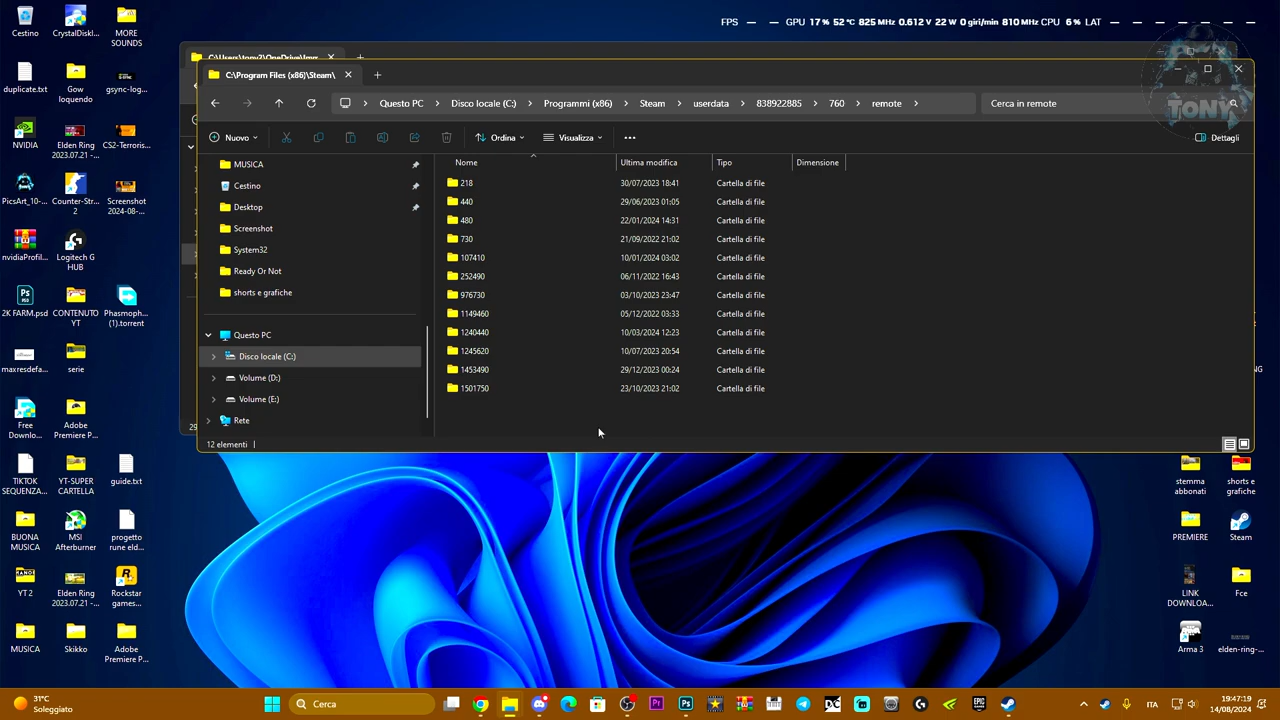 FPS — — GPU 17 % 52 °C 825 MHz 0.612 V 22 W 0 giri/min 810 MHz CPU 6 % LAT — — — — — — —
Cestino
CrystalDiskI...
MORE SOUNDS
duplicate.txt
Gow loquendo
gsync-log...
NVIDIA
Elden Ring 2023.07.21 -...
CS2-Terroris...
PicsArt_10-...
Counter-Str... 2
Screenshot 2024-08-...
nvidiaProfil...
Logitech G HUB
2K FARM.psd
CONTENUTO YT
Phasmoph... (1).torrent
maxresdefa...
serie
Free Downlo...
Adobe Premiere P...
TIKTOK SEQUENZA...
YT-SUPER CARTELLA
guide.txt
BUONA MUSICA
MSI Afterburner
progetto rune eld...
YT 2
Elden Ring 2023.07.21 -...
Rockstar games...
MUSICA
Skikko
Adobe Premiere P...
C:\Users\tony2\OneDrive\Imm
C:\Program Files (x86)\Steam\
Questo PC > Disco locale (C:) > Programmi (x86) > Steam > userdata > 838922885 > 760 > remote >
Cerca in remote
TONY
Nuovo
Ordina
Visualizza
...
Dettagli
MUSICA
Cestino
Desktop
Screenshot
System32
Ready Or Not
shorts e grafiche
Questo PC
Disco locale (C:)
Volume (D:)
Volume (E:)
Rete
Nome Ultima modifica Tipo Dimensione
218 30/07/2023 18:41 Cartella di file
440 29/06/2023 01:05 Cartella di file
480 22/01/2024 14:31 Cartella di file
730 21/09/2022 21:02 Cartella di file
107410 10/01/2024 03:02 Cartella di file
252490 06/11/2022 16:43 Cartella di file
976730 03/10/2023 23:47 Cartella di file
1149460 05/12/2022 03:33 Cartella di file
1240440 10/03/2024 12:23 Cartella di file
1245620 10/07/2023 20:54 Cartella di file
1453490 29/12/2023 00:24 Cartella di file
1501750 23/10/2023 21:02 Cartella di file
12 elementi
29
NG
stemma abbonati
shorts e grafiche
PREMIERE
Steam
LINK DOWNLOA...
Fce
Arma 3
elden-ring-...
31°C
Soleggiato
Cerca
ITA
19:47:19
14/08/2024